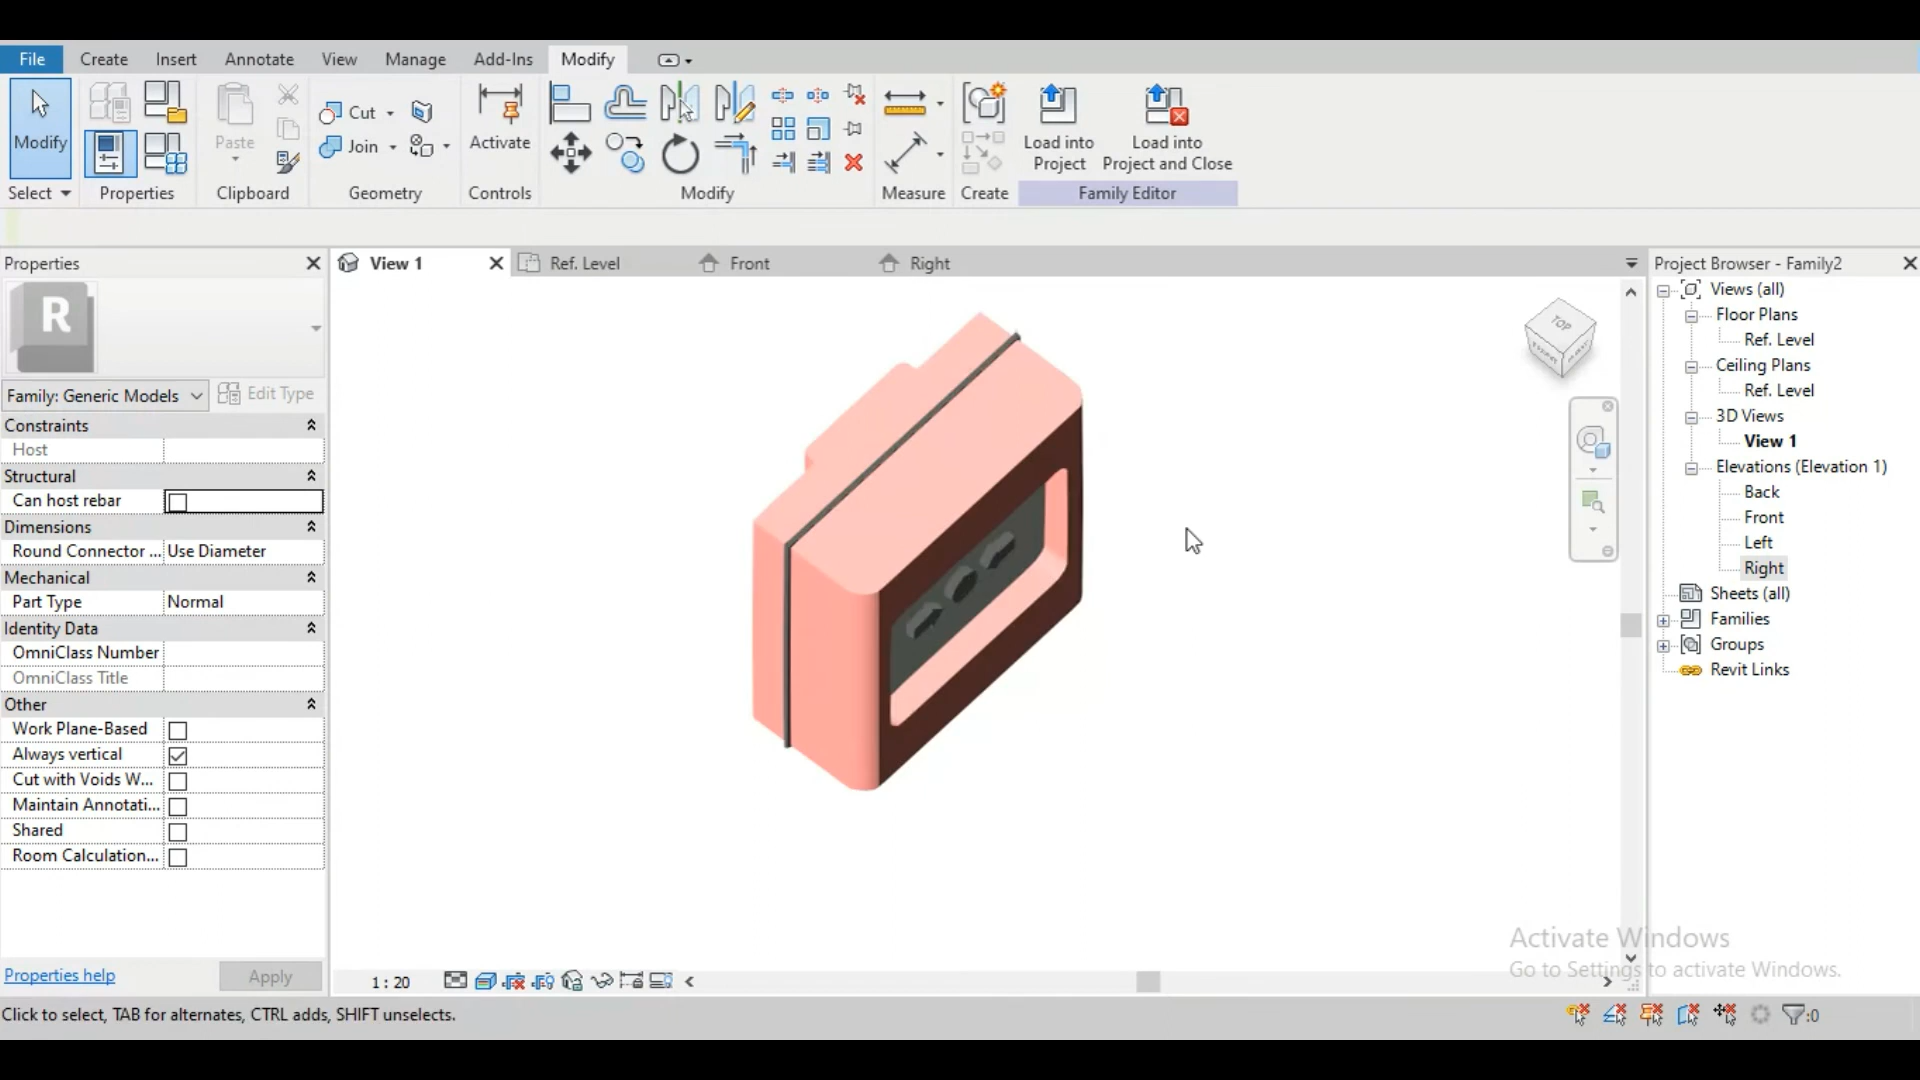 File Create Insert Annotate View Manage Add-Ins Modify
Modify Paste Cut Join Activate Load into Project Load into Project and Close
Select Properties Clipboard Geometry Controls Modify Measure Create Family Editor
Properties
R
Family: Generic Models Edit Type
Constraints
Host
Structural
Can host rebar
Dimensions
Round Connector ... Use Diameter
Mechanical
Part Type Normal
Identity Data
OmniClass Number
OmniClass Title
Other
Work Plane-Based
Always vertical
Cut with Voids W...
Maintain Annotati...
Shared
Room Calculation...
Properties help Apply
View 1 Ref. Level Front Right
TOP
1 : 20
Project Browser - Family2
Views (all)
Floor Plans
Ref. Level
Ceiling Plans
Ref. Level
3D Views
View 1
Elevations (Elevation 1)
Back
Front
Left
Right
Sheets (all)
Families
Groups
Revit Links
Activate Windows
Go to Settings to activate Windows.
Click to select, TAB for alternates, CTRL adds, SHIFT unselects.
:0